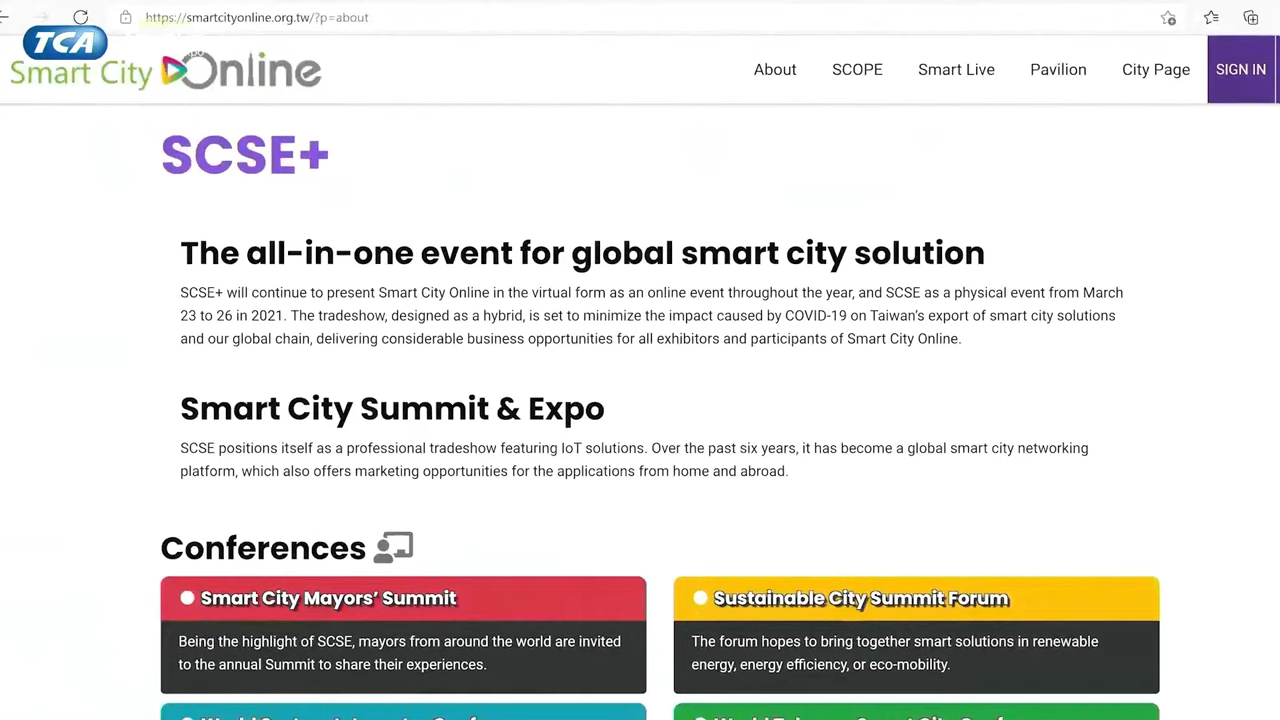 https://smartcityonline.org.tw/?p=about
TCA
Smart City Online
About
SCOPE
Smart Live
Pavilion
City Page
SIGN IN
SCSE+
The all-in-one event for global smart city solution
SCSE+ will continue to present Smart City Online in the virtual form as an online event throughout the year, and SCSE as a physical event from March
23 to 26 in 2021. The tradeshow, designed as a hybrid, is set to minimize the impact caused by COVID-19 on Taiwan's export of smart city solutions
and our global chain, delivering considerable business opportunities for all exhibitors and participants of Smart City Online.
Smart City Summit & Expo
SCSE positions itself as a professional tradeshow featuring IoT solutions. Over the past six years, it has become a global smart city networking
platform, which also offers marketing opportunities for the applications from home and abroad.
Conferences
Smart City Mayors' Summit
Being the highlight of SCSE, mayors from around the world are invited
to the annual Summit to share their experiences.
Sustainable City Summit Forum
The forum hopes to bring together smart solutions in renewable
energy, energy efficiency, or eco-mobility.